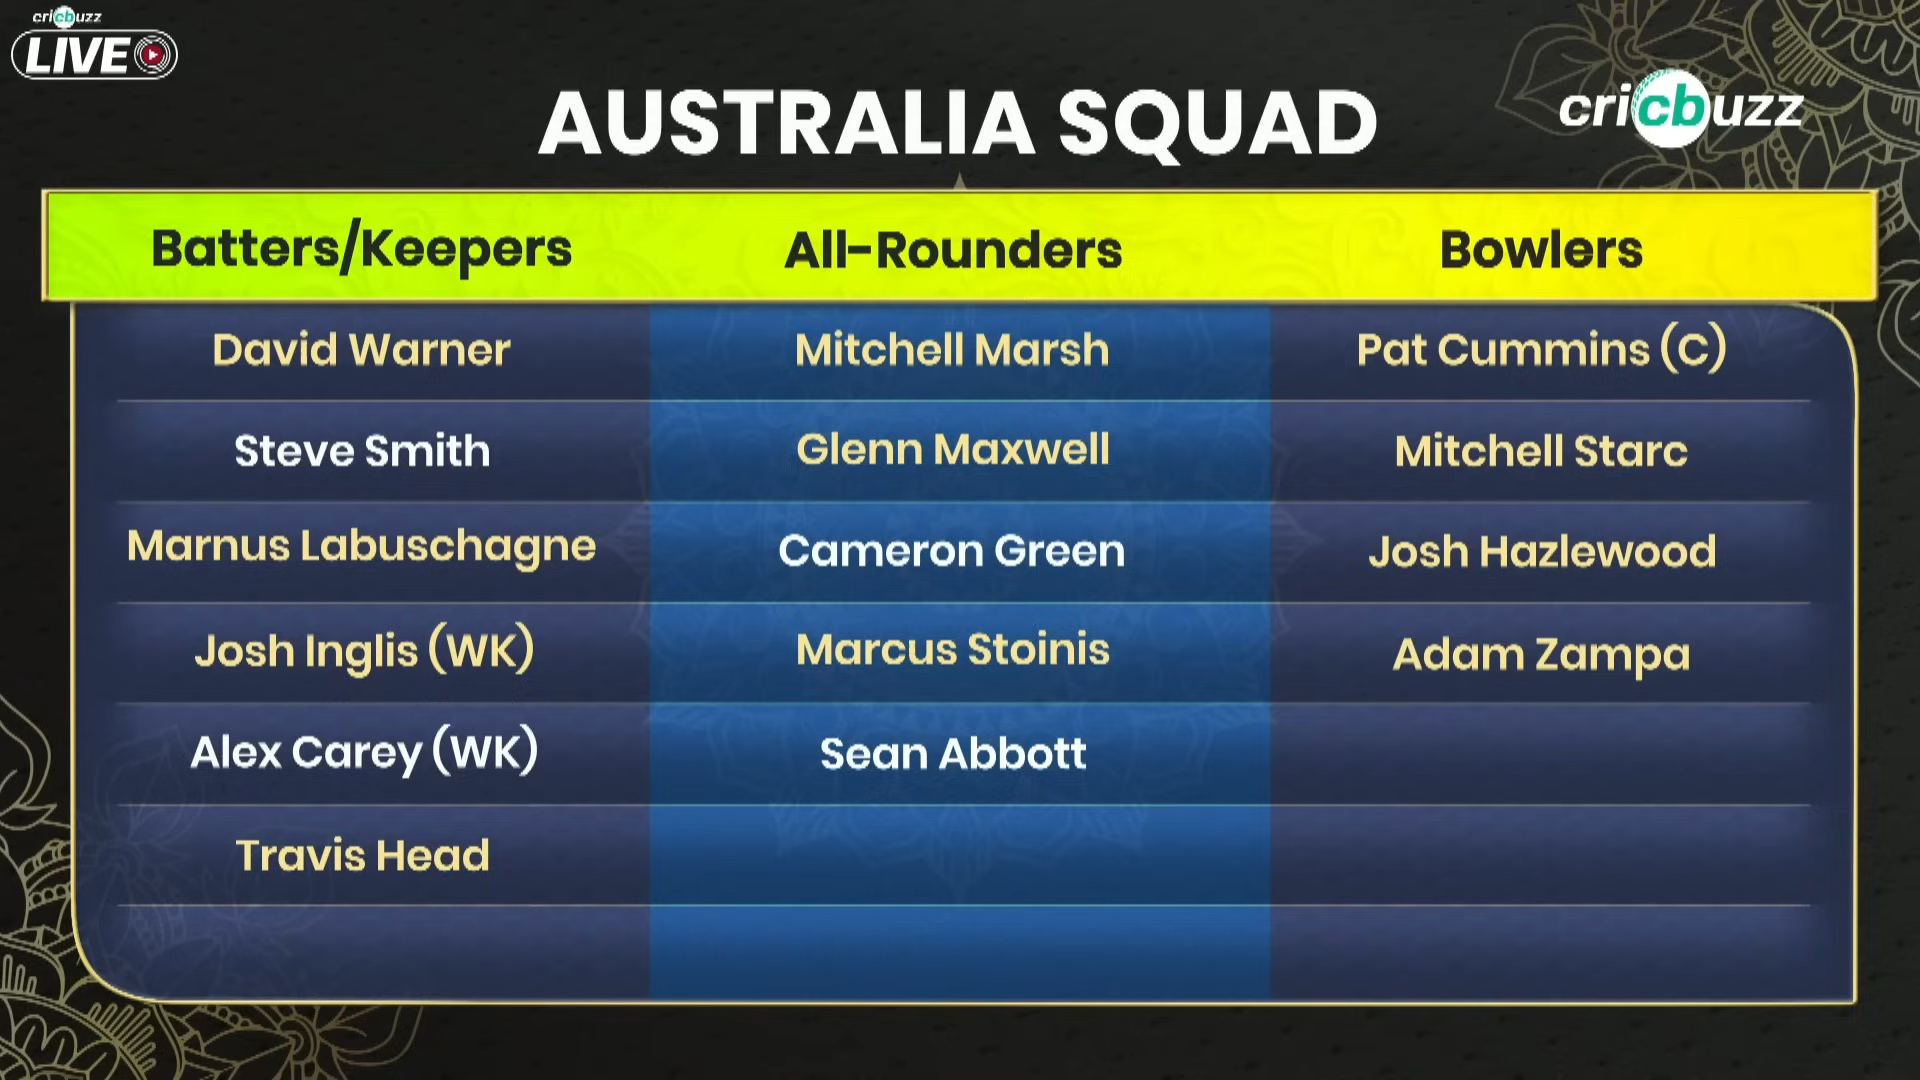 cricbuzz
LIVE
AUSTRALIA SQUAD
cricbuzz
Batters/Keepers All-Rounders Bowlers
David Warner Mitchell Marsh Pat Cummins (C)
Steve Smith Glenn Maxwell Mitchell Starc
Marnus Labuschagne Cameron Green Josh Hazlewood
Josh Inglis (WK) Marcus Stoinis Adam Zampa
Alex Carey (WK) Sean Abbott
Travis Head